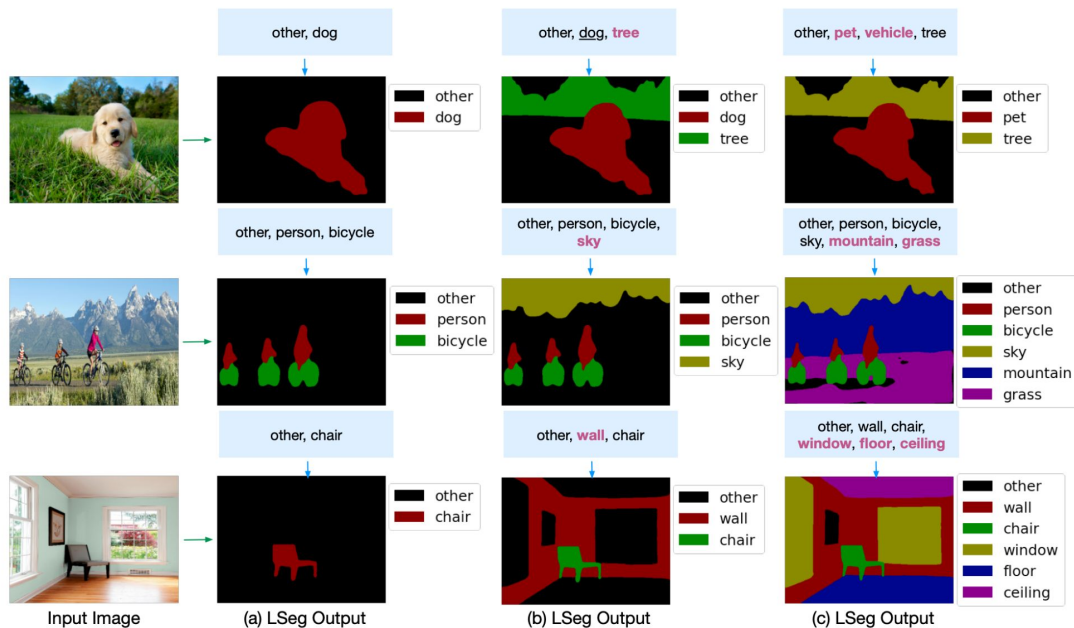 other, dog
other, dog, tree
other, pet, vehicle, tree
other
dog
other
dog
tree
other
pet
tree
other, person, bicycle
other, person, bicycle,
sky
other, person, bicycle,
sky, mountain, grass
other
person
bicycle
other
person
bicycle
sky
other
person
bicycle
sky
mountain
grass
other, chair
other, wall, chair
other, wall, chair,
window, floor, ceiling
other
chair
other
wall
chair
other
wall
chair
window
floor
ceiling
Input Image
(a) LSeg Output
(b) LSeg Output
(c) LSeg Output